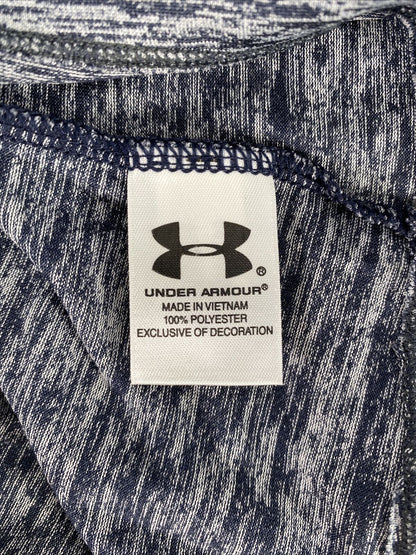 ®
UNDER ARMOUR®
MADE IN VIETNAM
100% POLYESTER
EXCLUSIVE OF DECORATION